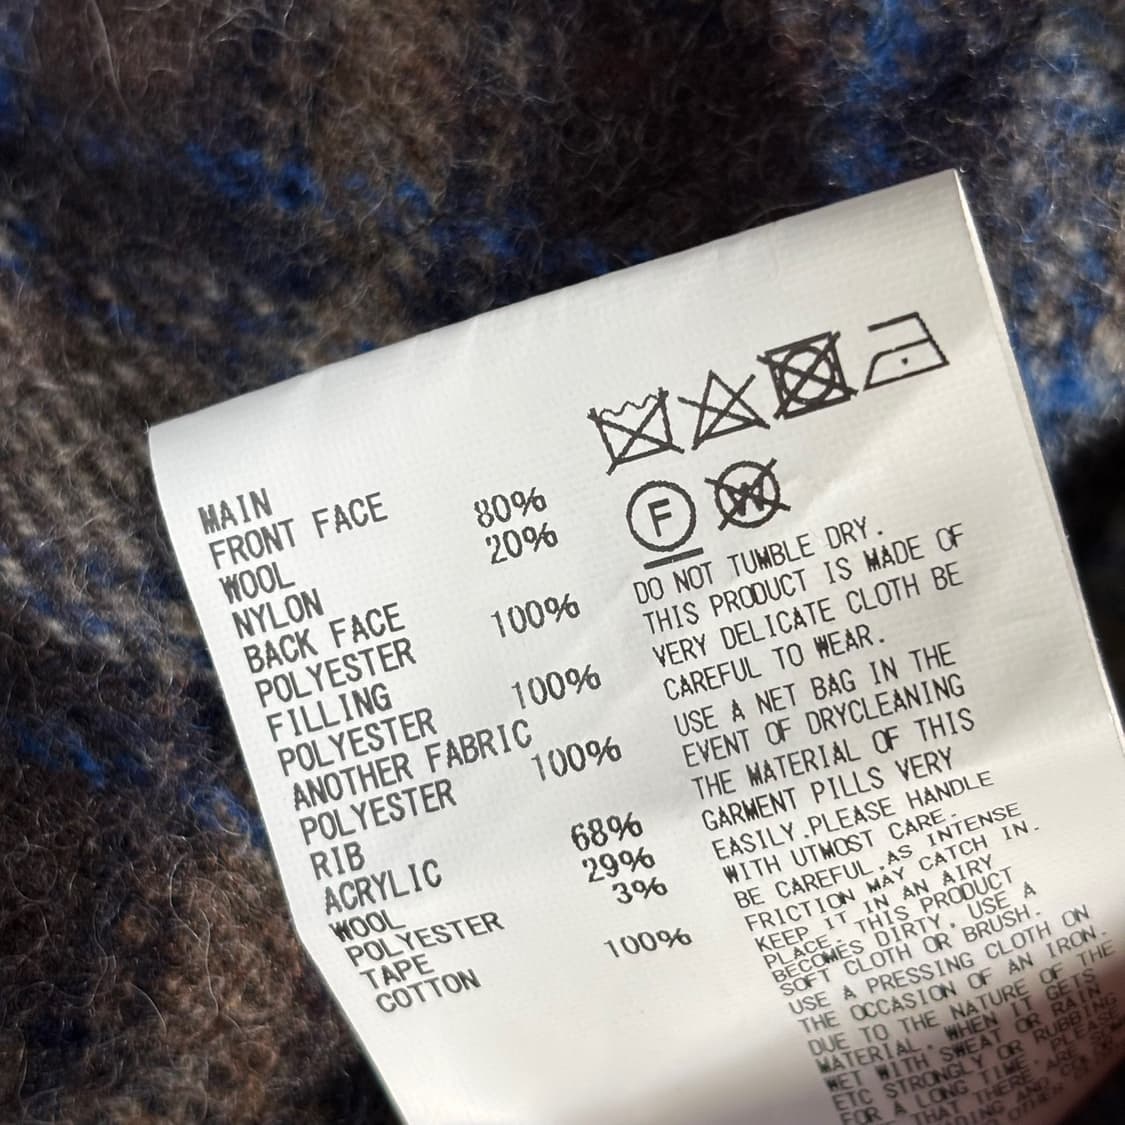 MAIN
FRONT FACE
WOOL 80%
NYLON 20%
BACK FACE
POLYESTER 100%
FILLING
POLYESTER 100%
ANOTHER FABRIC
POLYESTER 100%
RIB
ACRYLIC 68%
WOOL 29%
POLYESTER 3%
TAPE
COTTON 100%
F
W
DO NOT TUMBLE DRY.
THIS PRODUCT IS MADE OF
VERY DELICATE CLOTH BE
CAREFUL TO WEAR.
USE A NET BAG IN THE
EVENT OF DRYCLEANING
THE MATERIAL OF THIS
GARMENT PILLS VERY
EASILY.PLEASE HANDLE
WITH UTMOST CARE.
BE CAREFUL.AS INTENSE
FRICTION MAY CATCH IN.
KEEP IT IN AN AIRY
PLACE. THIS PRODUCT
BECOMES DIRTY, USE A
SOFT CLOTH OR BRUSH.
USE A PRESSING CLOTH ON
THE OCCASION OF AN IRON.
DUE TO THE NATURE OF THE
MATERIAL, WHEN IT GETS
WET WITH SWEAT OR RAIN
ETC STRONGLY OR RUBBING
FOR A LONG TIME, PLEASE
THAT THERE ARE
AND